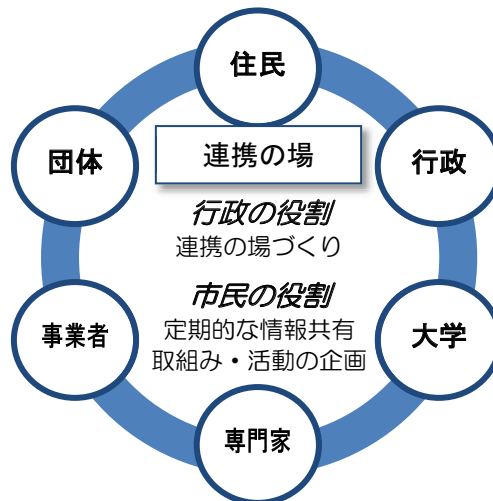 住民
団体
行政
連携の場
行政の役割
連携の場づくり
市民の役割
定期的な情報共有
取組み・活動の企画
事業者
大学
専門家